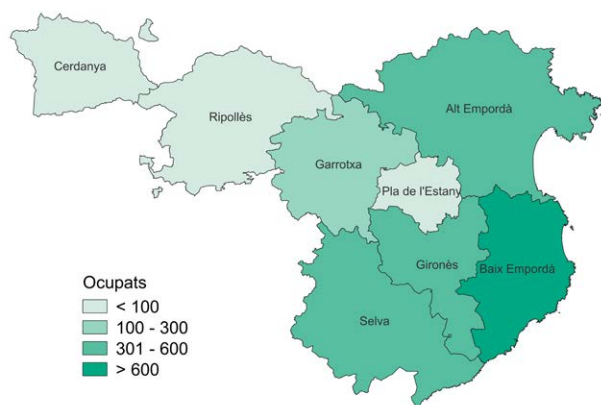 Cerdanya
Ripollès
Alt Empordà
Garrotxa
Pla de l'Estany
Gironès
Baix Empordà
Selva
Ocupats
< 100
100 - 300
301 - 600
> 600